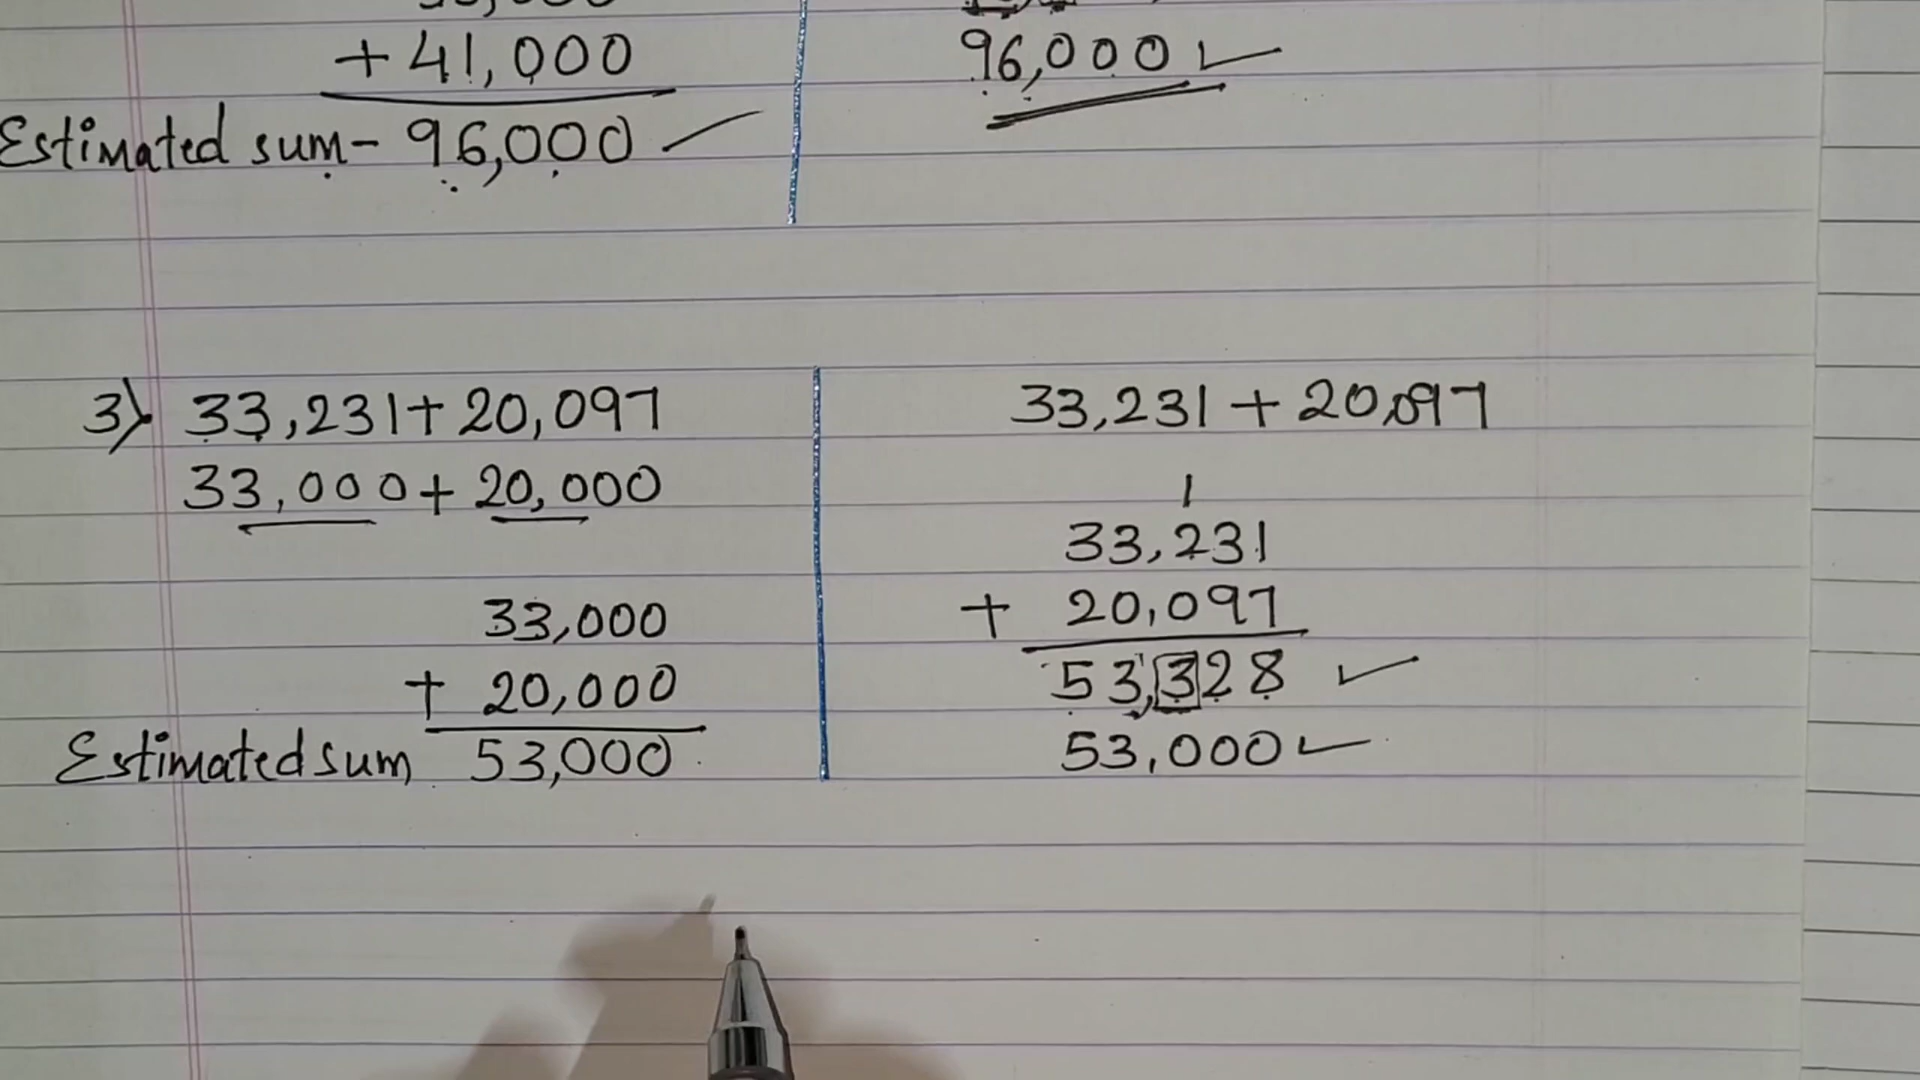 + 41,000
Estimated sum - 96,000 ✓
96,000 ✓
3) 33,231 + 20,097
33,000 + 20,000
33,000
+ 20,000
Estimated sum 53,000
33,231 + 20,097
1
33,231
+ 20,097
53,328 ✓
53,000 ✓